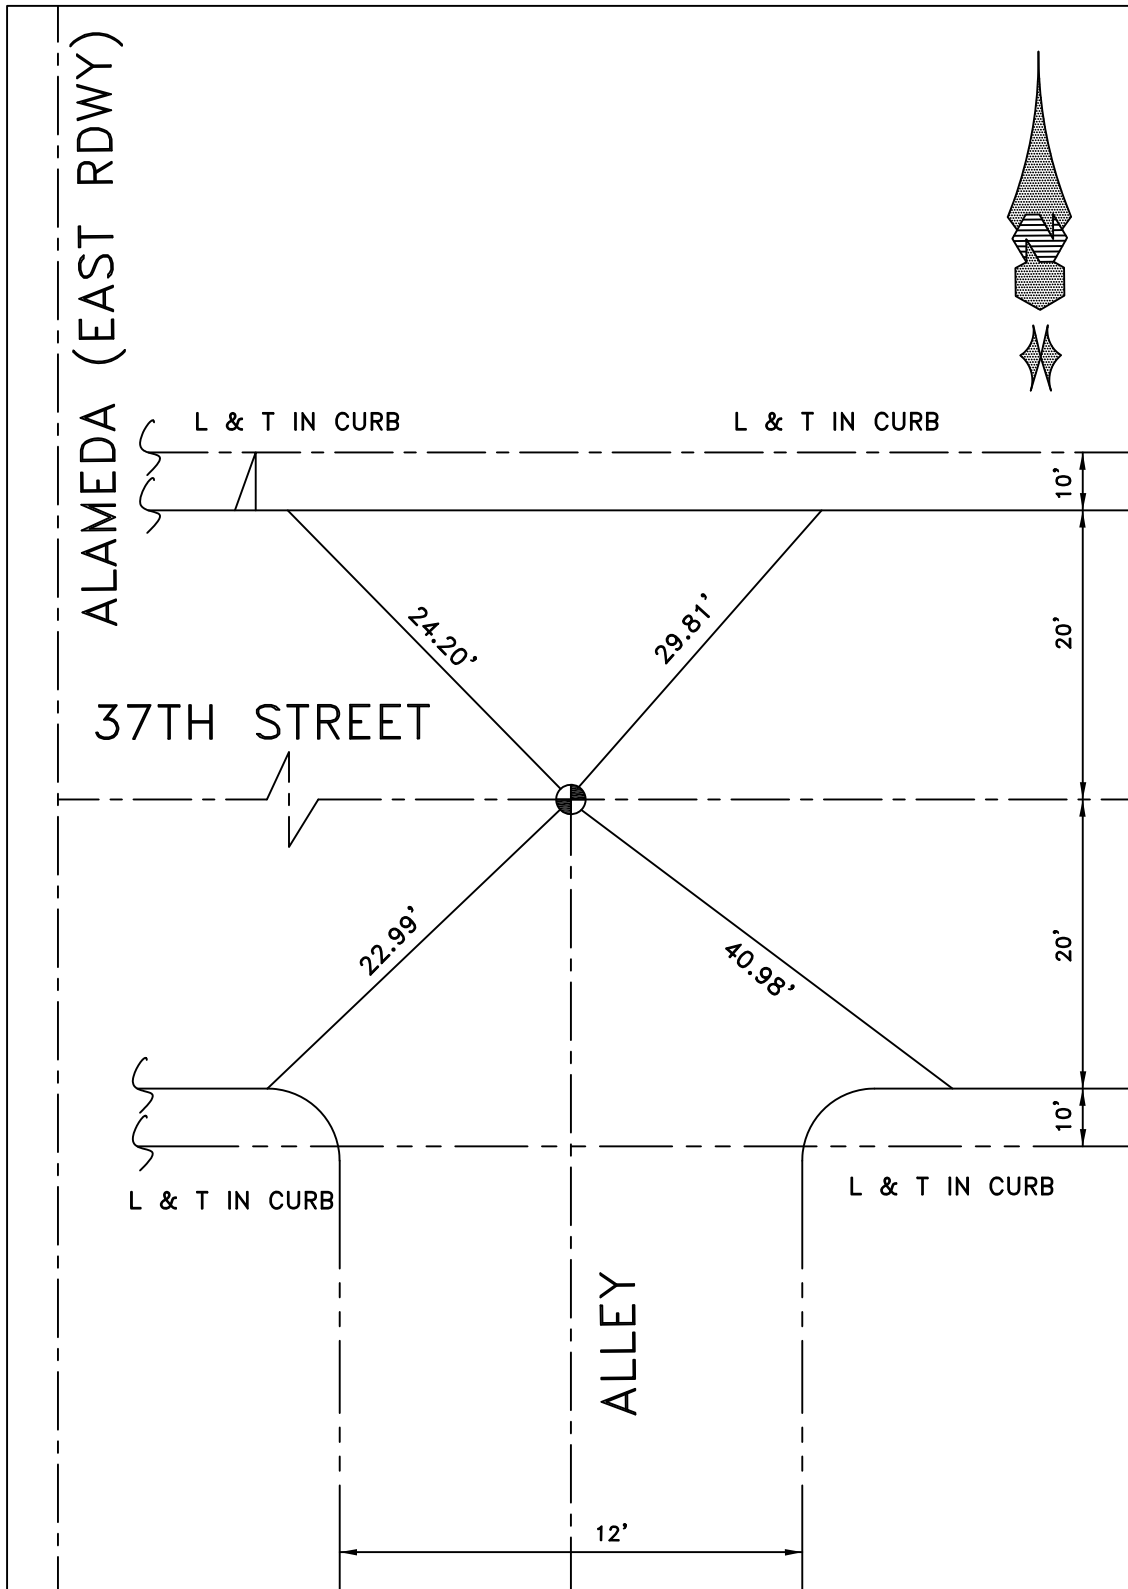 ALAMEDA (EAST RDWY)
L & T IN CURB
L & T IN CURB
10'
24.20'
29.81'
20'
37TH STREET
22.99'
40.98'
20'
10'
L & T IN CURB
L & T IN CURB
ALLEY
12'
N